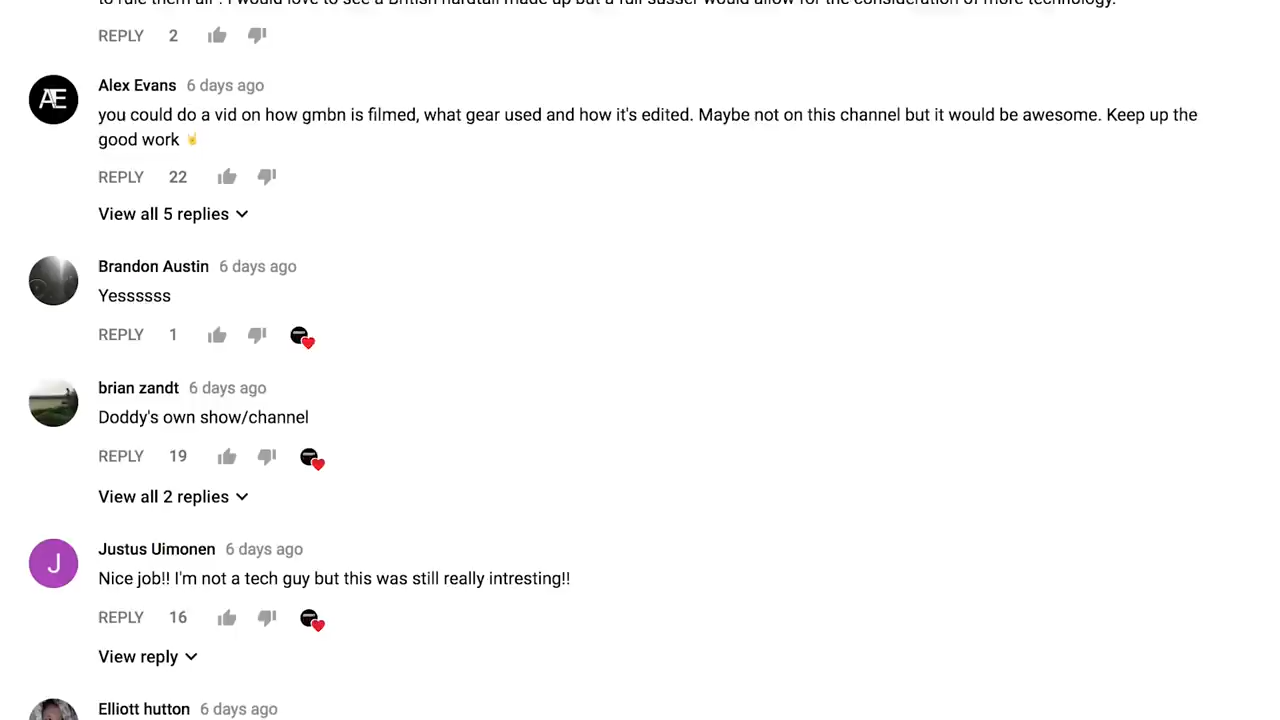 to rule them all . I would love to see a British hardtail made up but a full susser would allow for the consideration of more technology.
REPLY 2
AE
Alex Evans 6 days ago
you could do a vid on how gmbn is filmed, what gear used and how it's edited. Maybe not on this channel but it would be awesome. Keep up the
good work 🤘
REPLY 22
View all 5 replies
Brandon Austin 6 days ago
Yessssss
REPLY 1
brian zandt 6 days ago
Doddy's own show/channel
REPLY 19
View all 2 replies
J
Justus Uimonen 6 days ago
Nice job!! I'm not a tech guy but this was still really intresting!!
REPLY 16
View reply
Elliott hutton 6 days ago